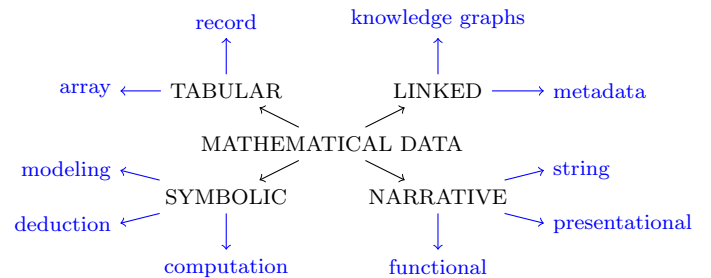 record
knowledge graphs
array
TABULAR
LINKED
metadata
MATHEMATICAL DATA
modeling
string
SYMBOLIC
NARRATIVE
deduction
presentational
computation
functional